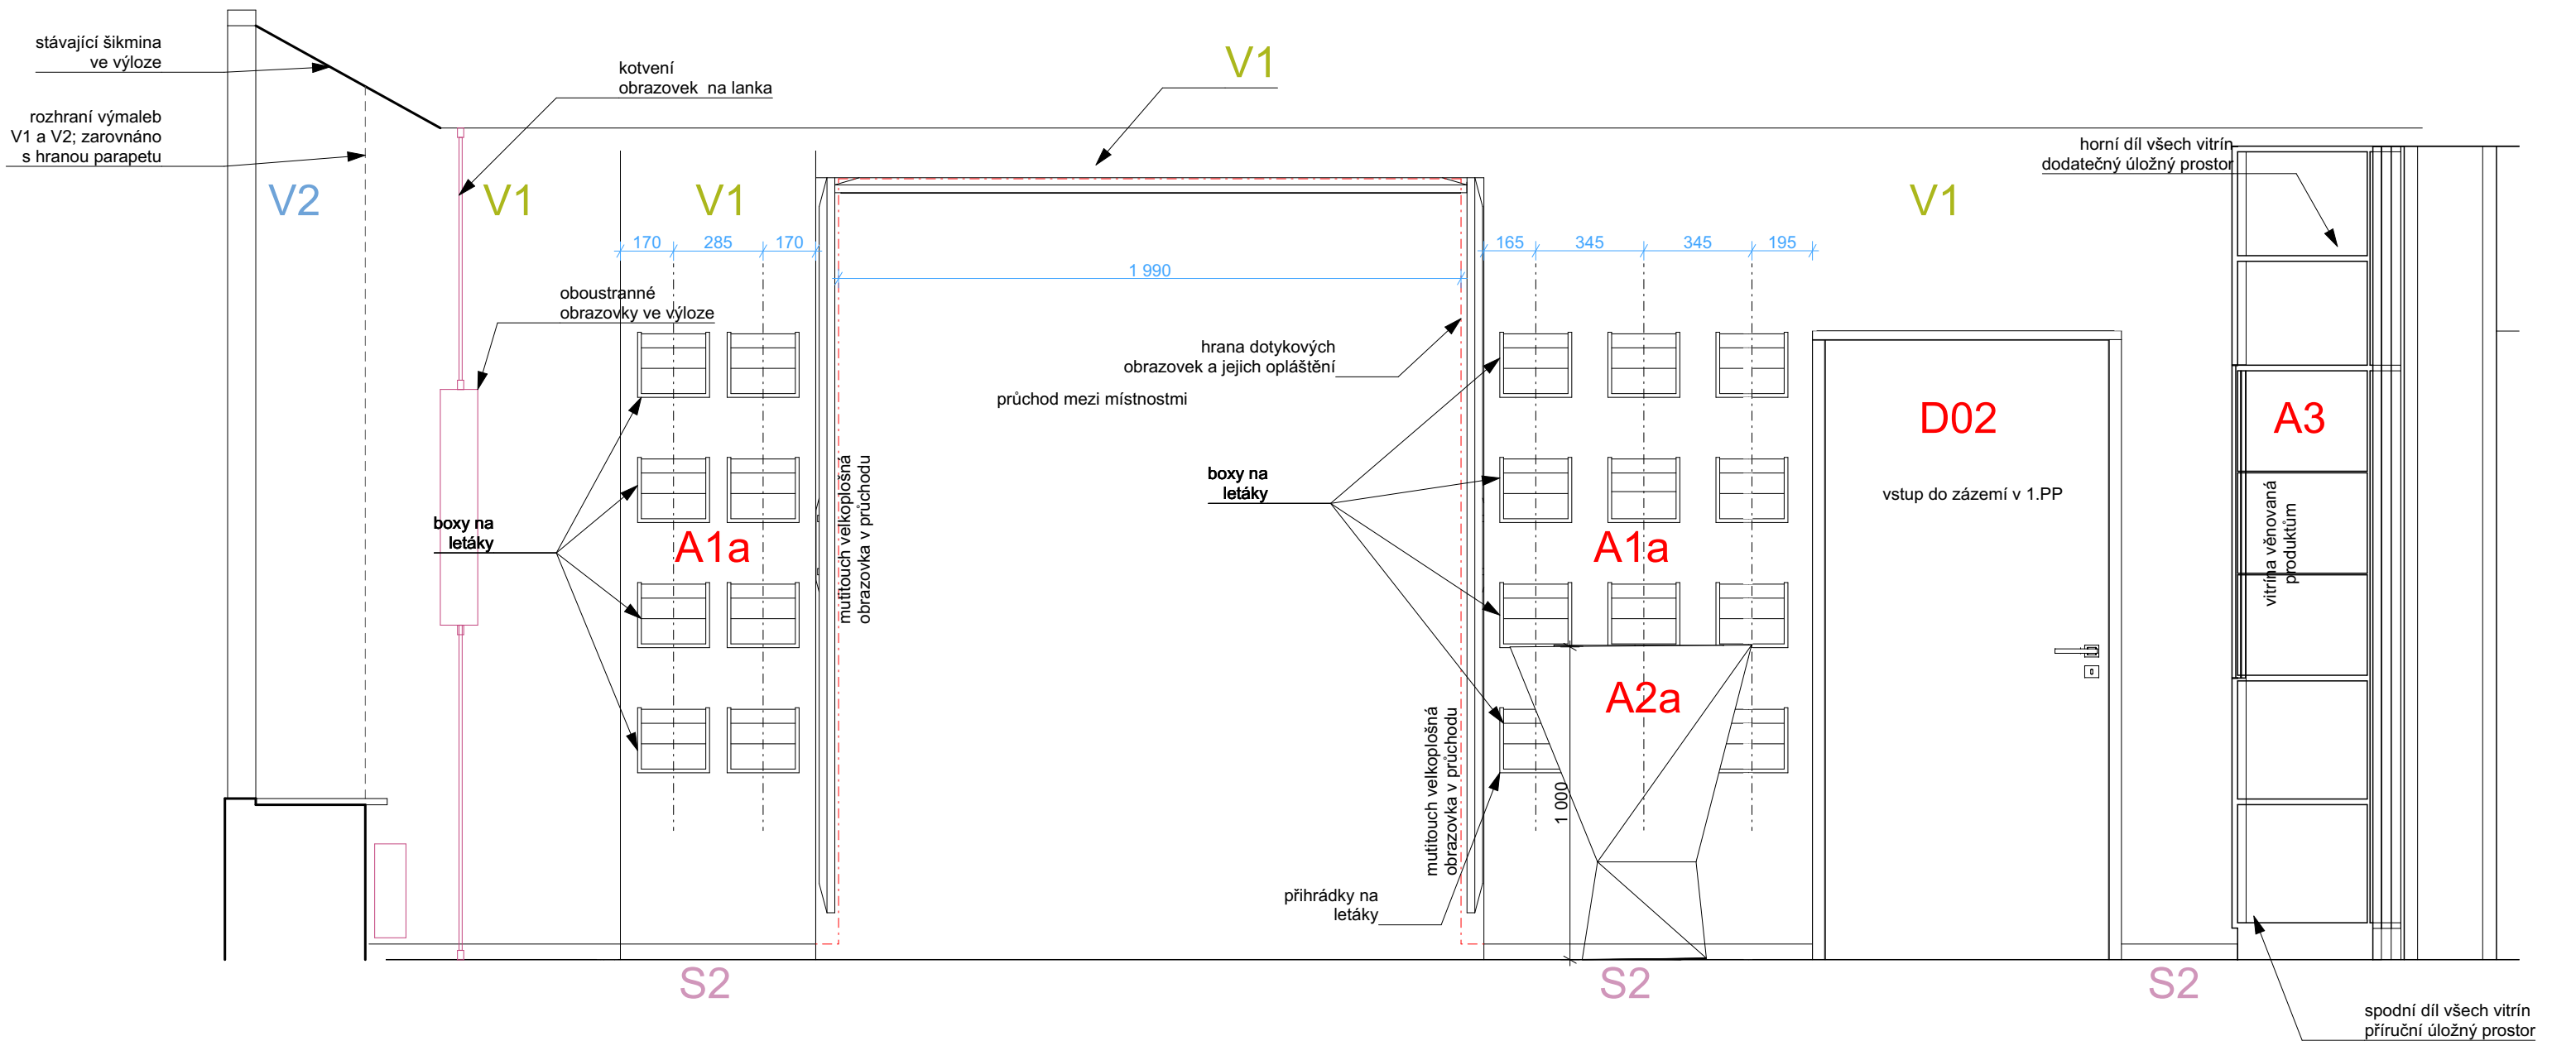 stávající šikmina
ve výloze
kotvení
obrazovek na lanka
V1
rozhraní výmaleb
V1 a V2; zarovnáno
s hranou parapetu
horní díl všech vitrín
dodatečný úložný prostor
V2
V1
V1
V1
170
285
170
165
345
345
195
1 990
oboustranné
obrazovky ve výloze
hrana dotykových
obrazovek a jejich opláštění
průchod mezi místnostmi
D02
A3
vstup do zázemí v 1.PP
boxy na
letáky
boxy na
letáky
A1a
A1a
mutitouch velkoplošná
obrazovka v průchodu
vitrína věnovaná
produktům
A2a
mutitouch velkoplošná
obrazovka v průchodu
1 000
přihrádky na
letáky
S2
S2
S2
spodní díl všech vitrín
příruční úložný prostor